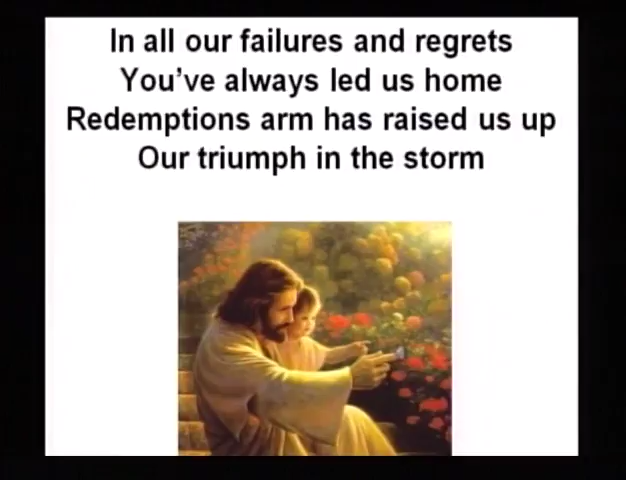 In all our failures and regrets
You've always led us home
Redemptions arm has raised us up
Our triumph in the storm